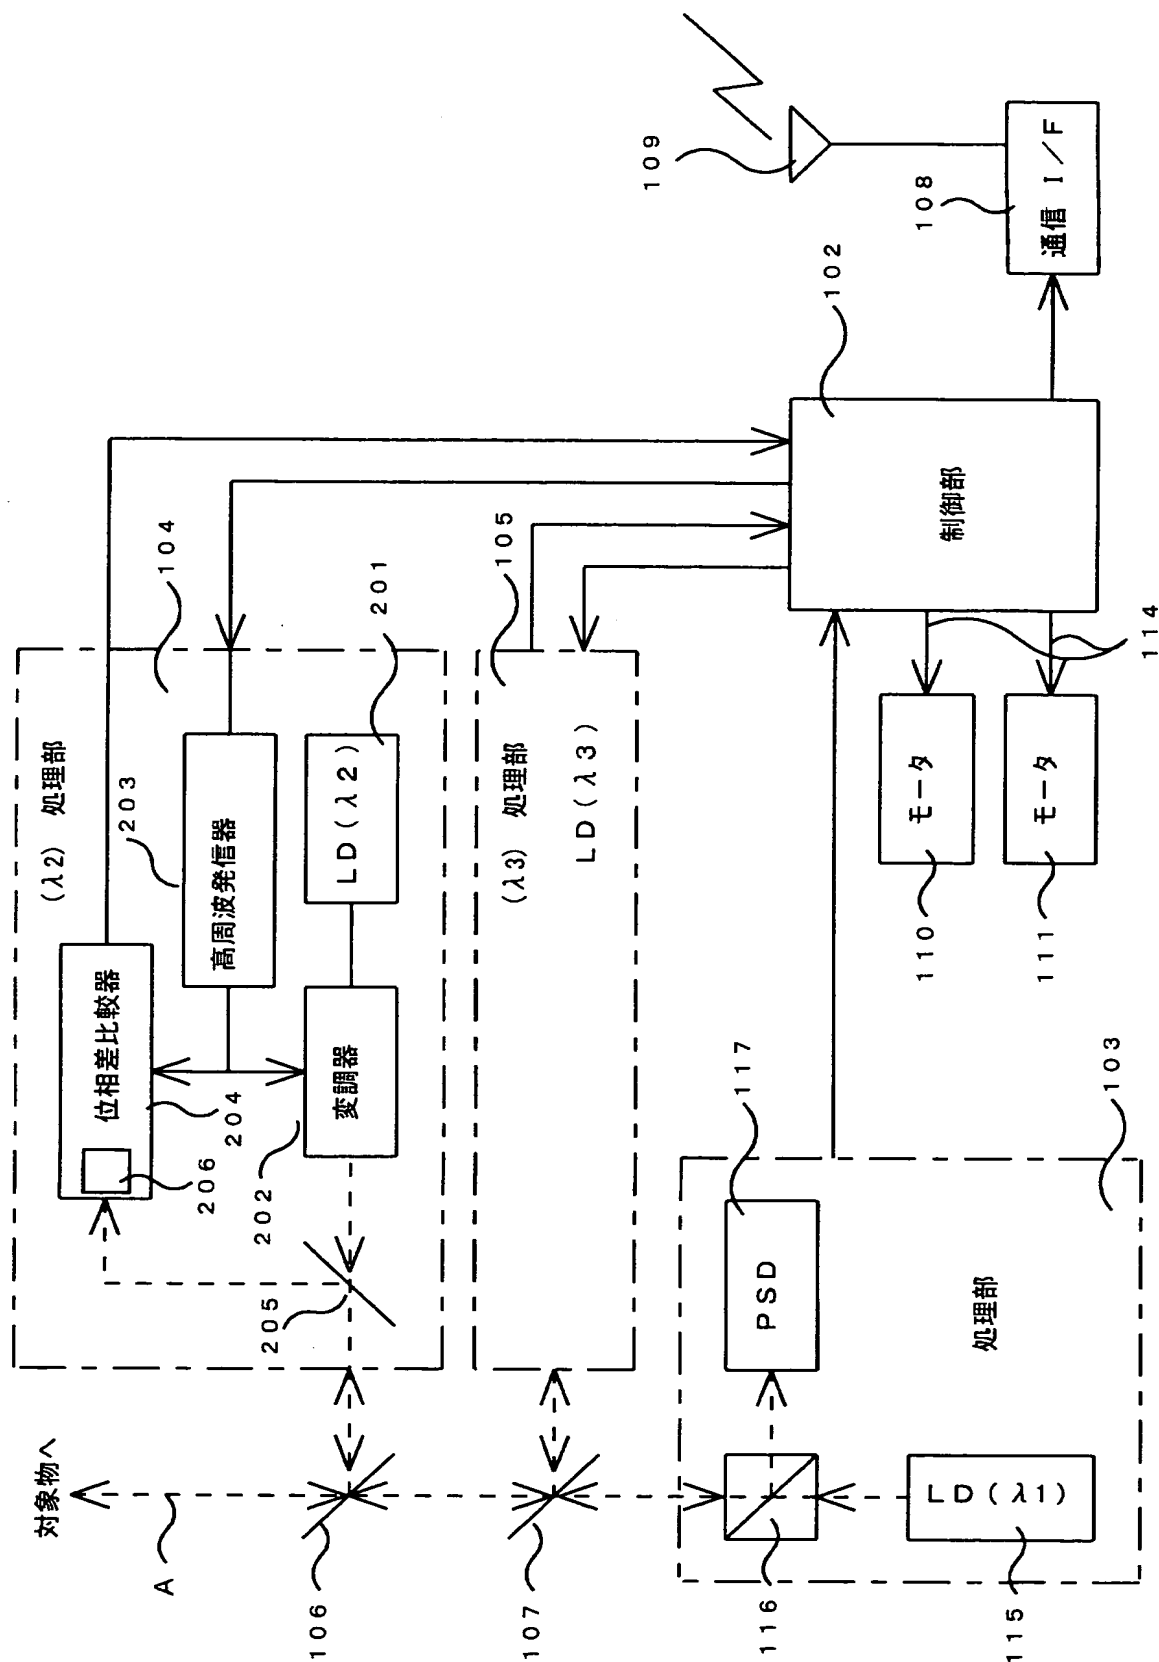 対象物へ
A
106
107
(λ2) 処理部
104
位相差比較器
204
206
203
高周波発信器
LD(λ2)
201
変調器
202
205
(λ3) 処理部
105
LD(λ3)
処理部
103
PSD
117
116
LD(λ1)
115
制御部
102
モータ
110
モータ
111
114
通信 I/F
108
109